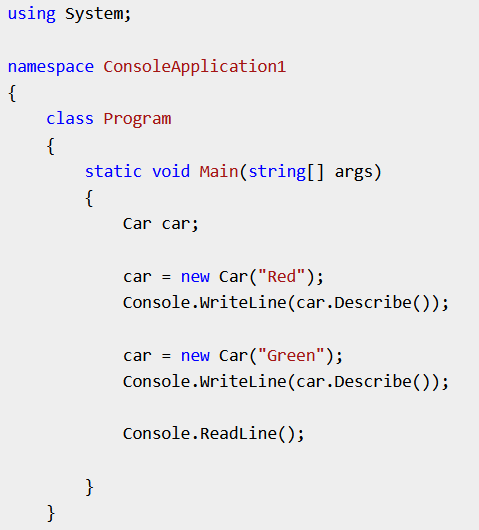 using System;
namespace ConsoleApplication1
{
    class Program
    {
        static void Main(string[] args)
        {
            Car car;
            car = new Car("Red");
            Console.WriteLine(car.Describe());
            car = new Car("Green");
            Console.WriteLine(car.Describe());
            Console.ReadLine();
        }
    }